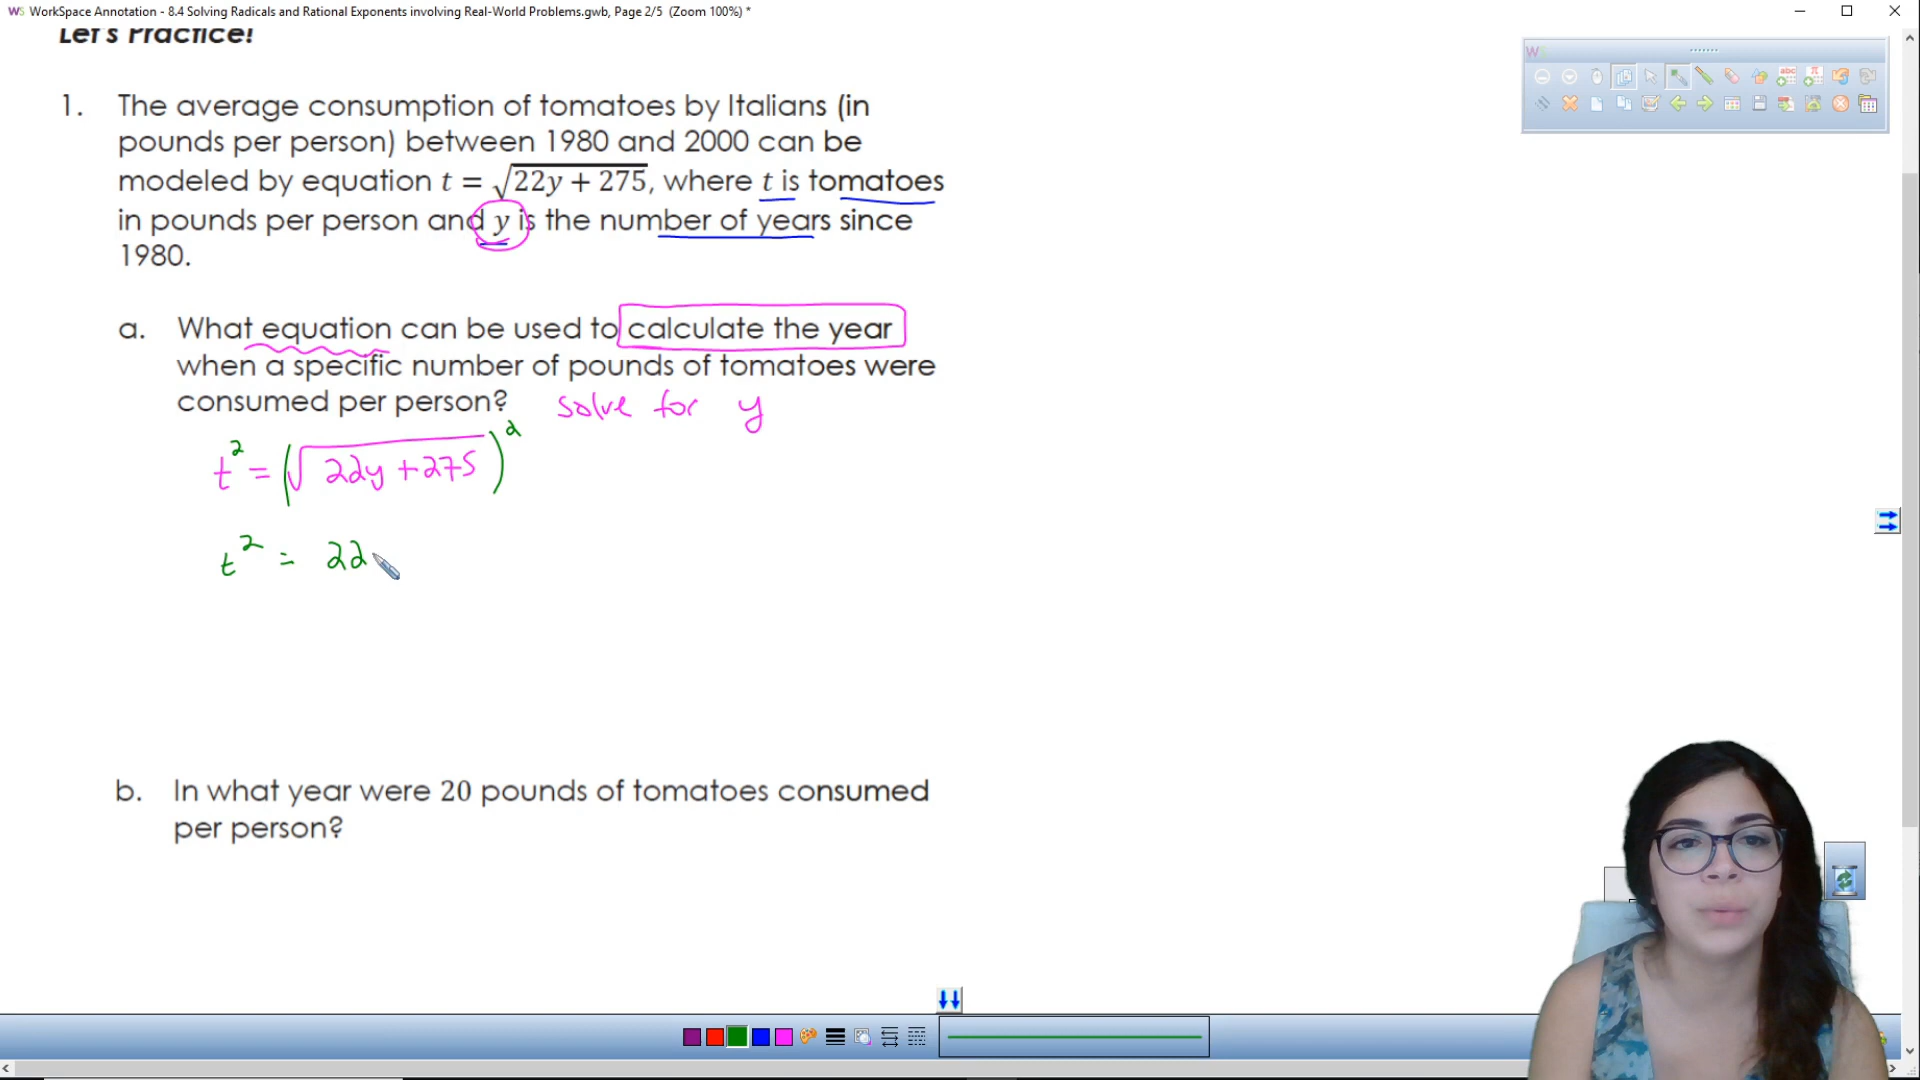 WS WorkSpace Annotation - 8.4 Solving Radicals and Rational Exponents involving Real-World Problems.gwb, Page 2/5 (Zoom 100%) *
Let's Practice!
WS
1. The average consumption of tomatoes by Italians (in
pounds per person) between 1980 and 2000 can be
modeled by equation t = √22y + 275, where t is tomatoes
in pounds per person and y is the number of years since
1980.
a. What equation can be used to calculate the year
when a specific number of pounds of tomatoes were
consumed per person? solve for y
t² = (√22y + 275)²
t² = 22
b. In what year were 20 pounds of tomatoes consumed
per person?